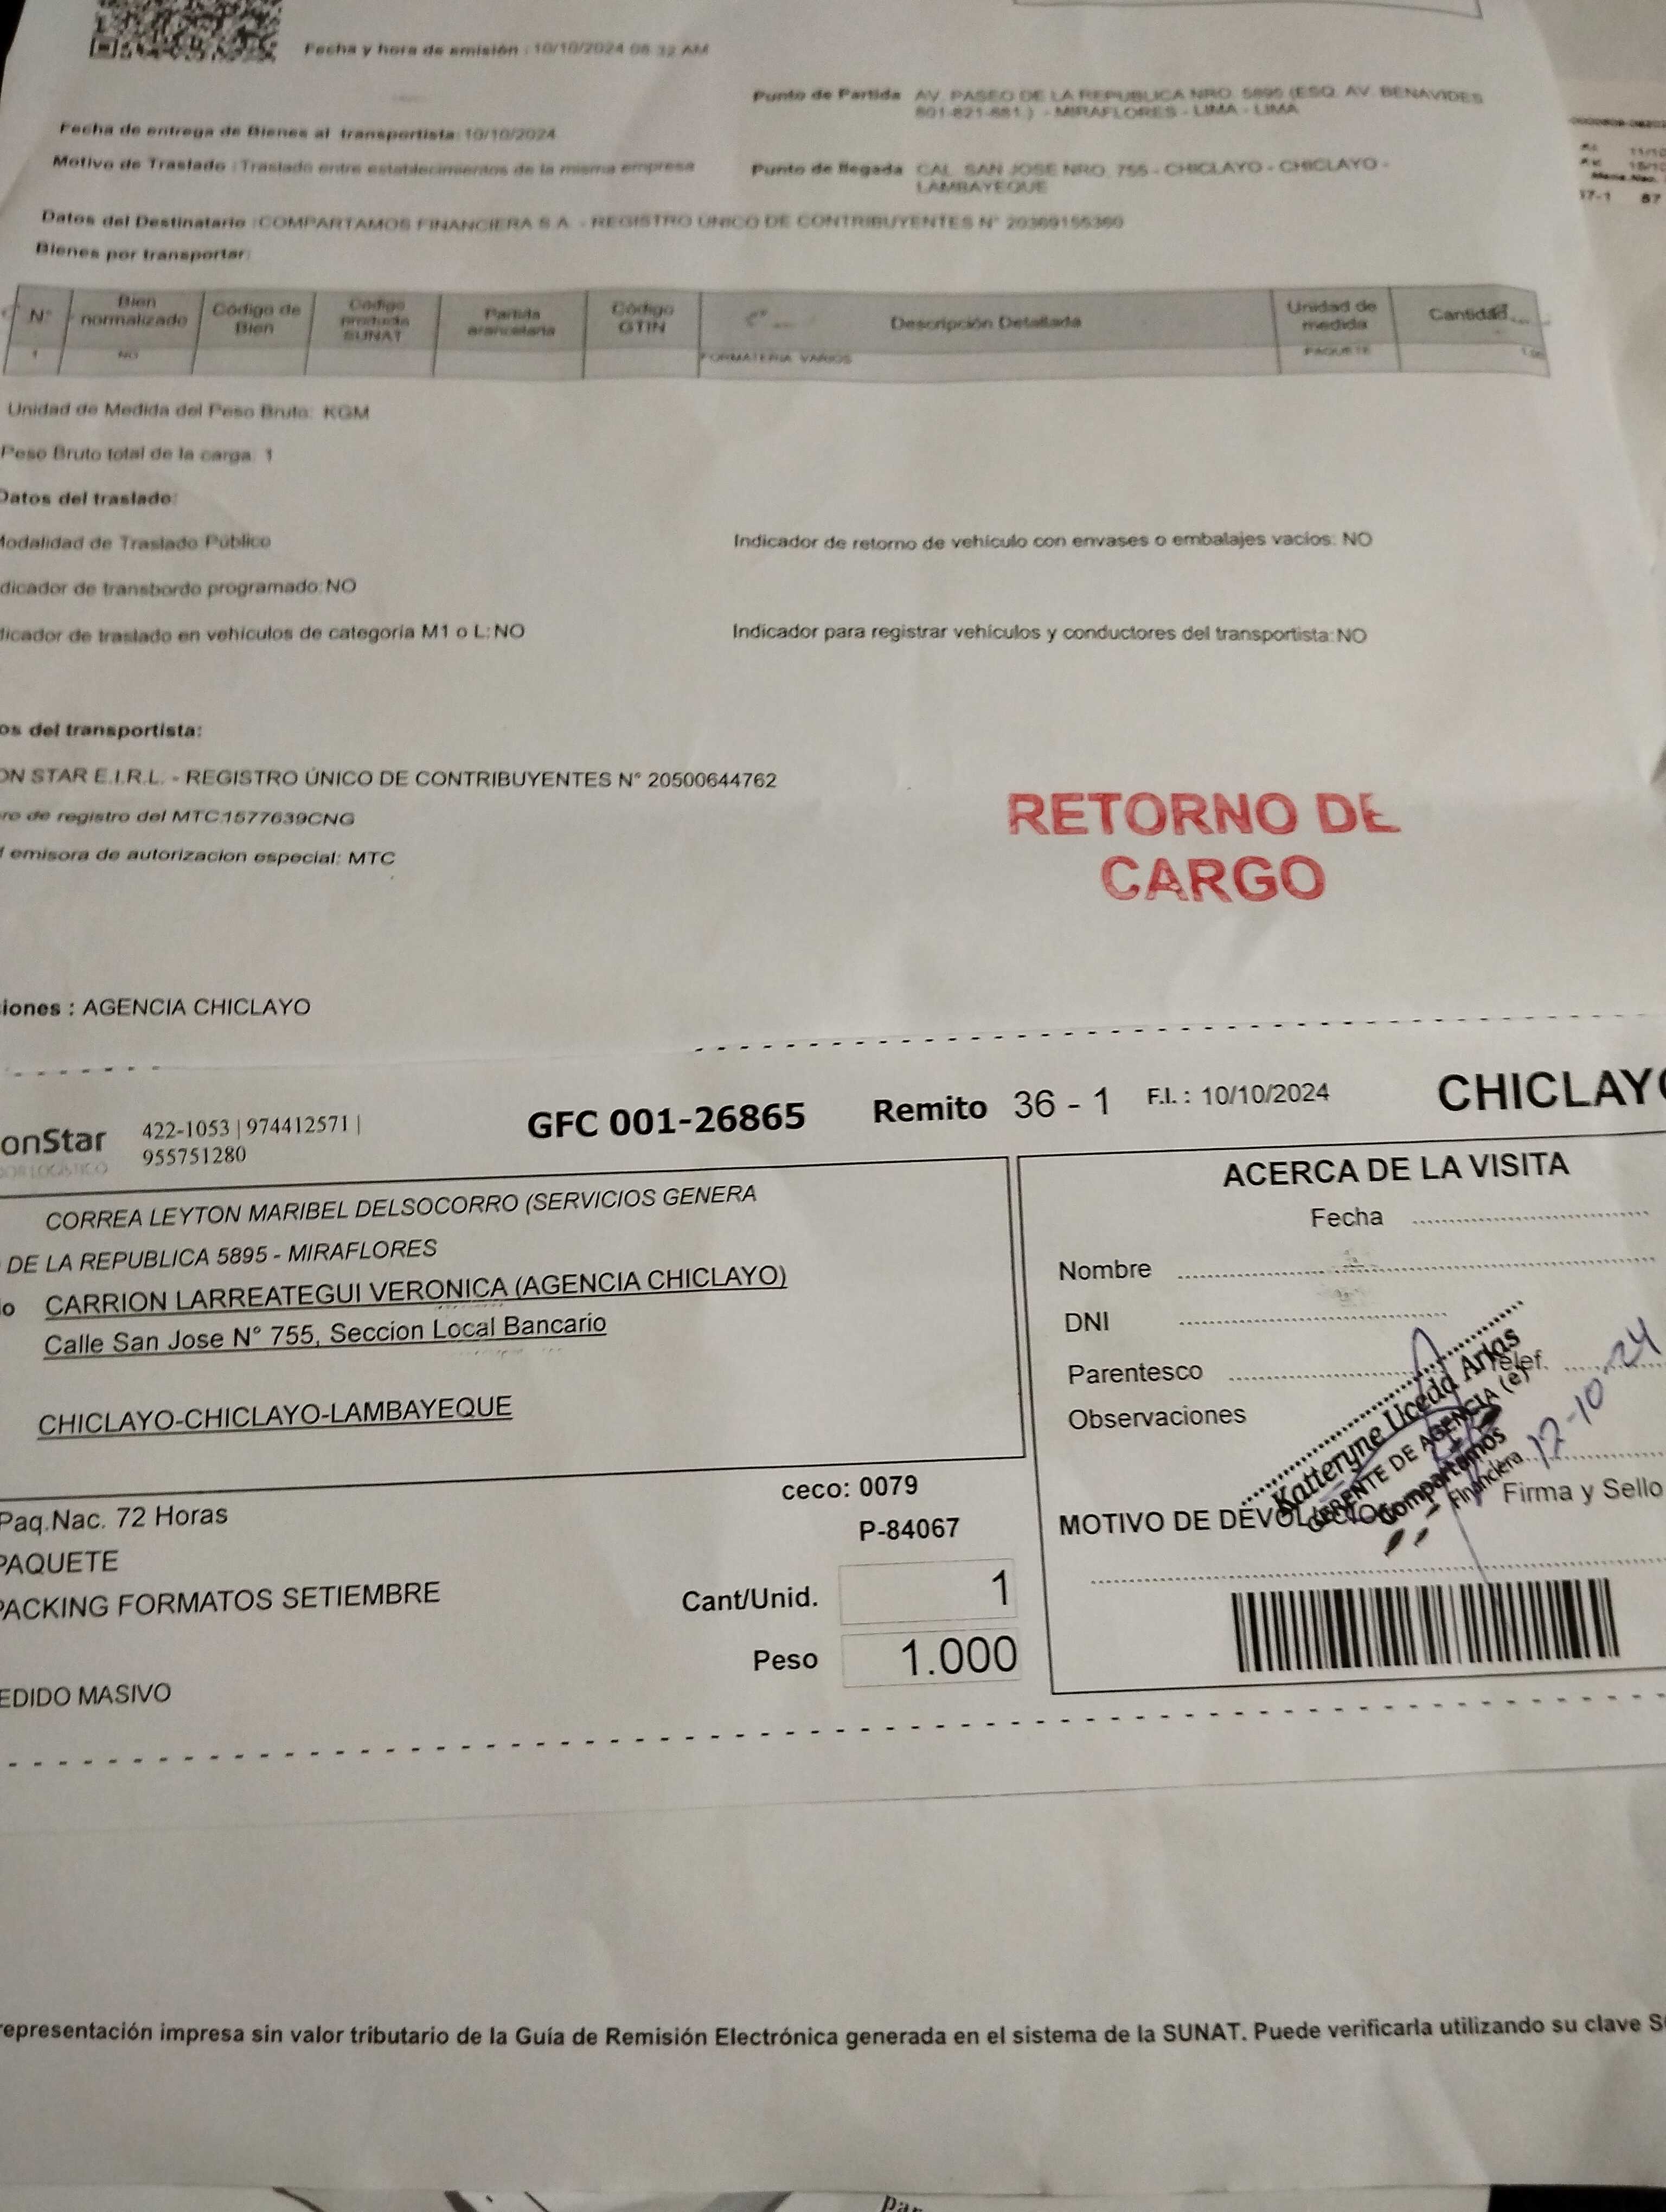 Fecha y hora de emisión : 10/10/2024 08:32 AM
Punto de Partida AV. PASEO DE LA REPUBLICA NRO. 5895 (ESQ. AV. BENAVIDES
801-821-881.) - MIRAFLORES - LIMA - LIMA
Fecha de entrega de Bienes al transportista: 10/10/2024
Motivo de Traslado : Traslado entre establecimientos de la misma empresa
Punto de llegada CAL. SAN JOSE NRO. 755 - CHICLAYO - CHICLAYO -
LAMBAYEQUE
Datos del Destinatario : COMPARTAMOS FINANCIERA S.A. - REGISTRO ÚNICO DE CONTRIBUYENTES N° 20369155360
Bienes por transportar:
N° Bien normalizado Código de Bien Código producto SUNAT Partida arancelaria Código GTIN Descripción Detallada Unidad de medida Cantidad
1 NO FORMATERIA VARIOS PAQUETE
Unidad de Medida del Peso Bruto: KGM
Peso Bruto total de la carga: 1
Datos del traslado:
Modalidad de Traslado Público
Indicador de retorno de vehículo con envases o embalajes vacíos: NO
dicador de transbordo programado: NO
dicador de traslado en vehículos de categoría M1 o L: NO
Indicador para registrar vehículos y conductores del transportista: NO
os del transportista:
ON STAR E.I.R.L. - REGISTRO ÚNICO DE CONTRIBUYENTES N° 20500644762
ro de registro del MTC:1577639CNG
emisora de autorizacion especial: MTC
RETORNO DE
CARGO
iones : AGENCIA CHICLAYO
onStar
422-1053 | 974412571 |
955751280
GFC 001-26865 Remito 36 - 1 F.I. : 10/10/2024 CHICLAYO
CORREA LEYTON MARIBEL DELSOCORRO (SERVICIOS GENERA
DE LA REPUBLICA 5895 - MIRAFLORES
o CARRION LARREATEGUI VERONICA (AGENCIA CHICLAYO)
Calle San Jose N° 755, Seccion Local Bancario
CHICLAYO-CHICLAYO-LAMBAYEQUE
ACERCA DE LA VISITA
Fecha
Nombre
DNI
Parentesco Telef.
Observaciones
Katteryne Uceda Arias
GERENTE DE AGENCIA (e)
Compartamos
Financiera
12-10-24
Firma y Sello
MOTIVO DE DEVOLUCION
Paq.Nac. 72 Horas
ceco: 0079
P-84067
PAQUETE
PACKING FORMATOS SETIEMBRE
Cant/Unid. 1
Peso 1.000
EDIDO MASIVO
representación impresa sin valor tributario de la Guía de Remisión Electrónica generada en el sistema de la SUNAT. Puede verificarla utilizando su clave S